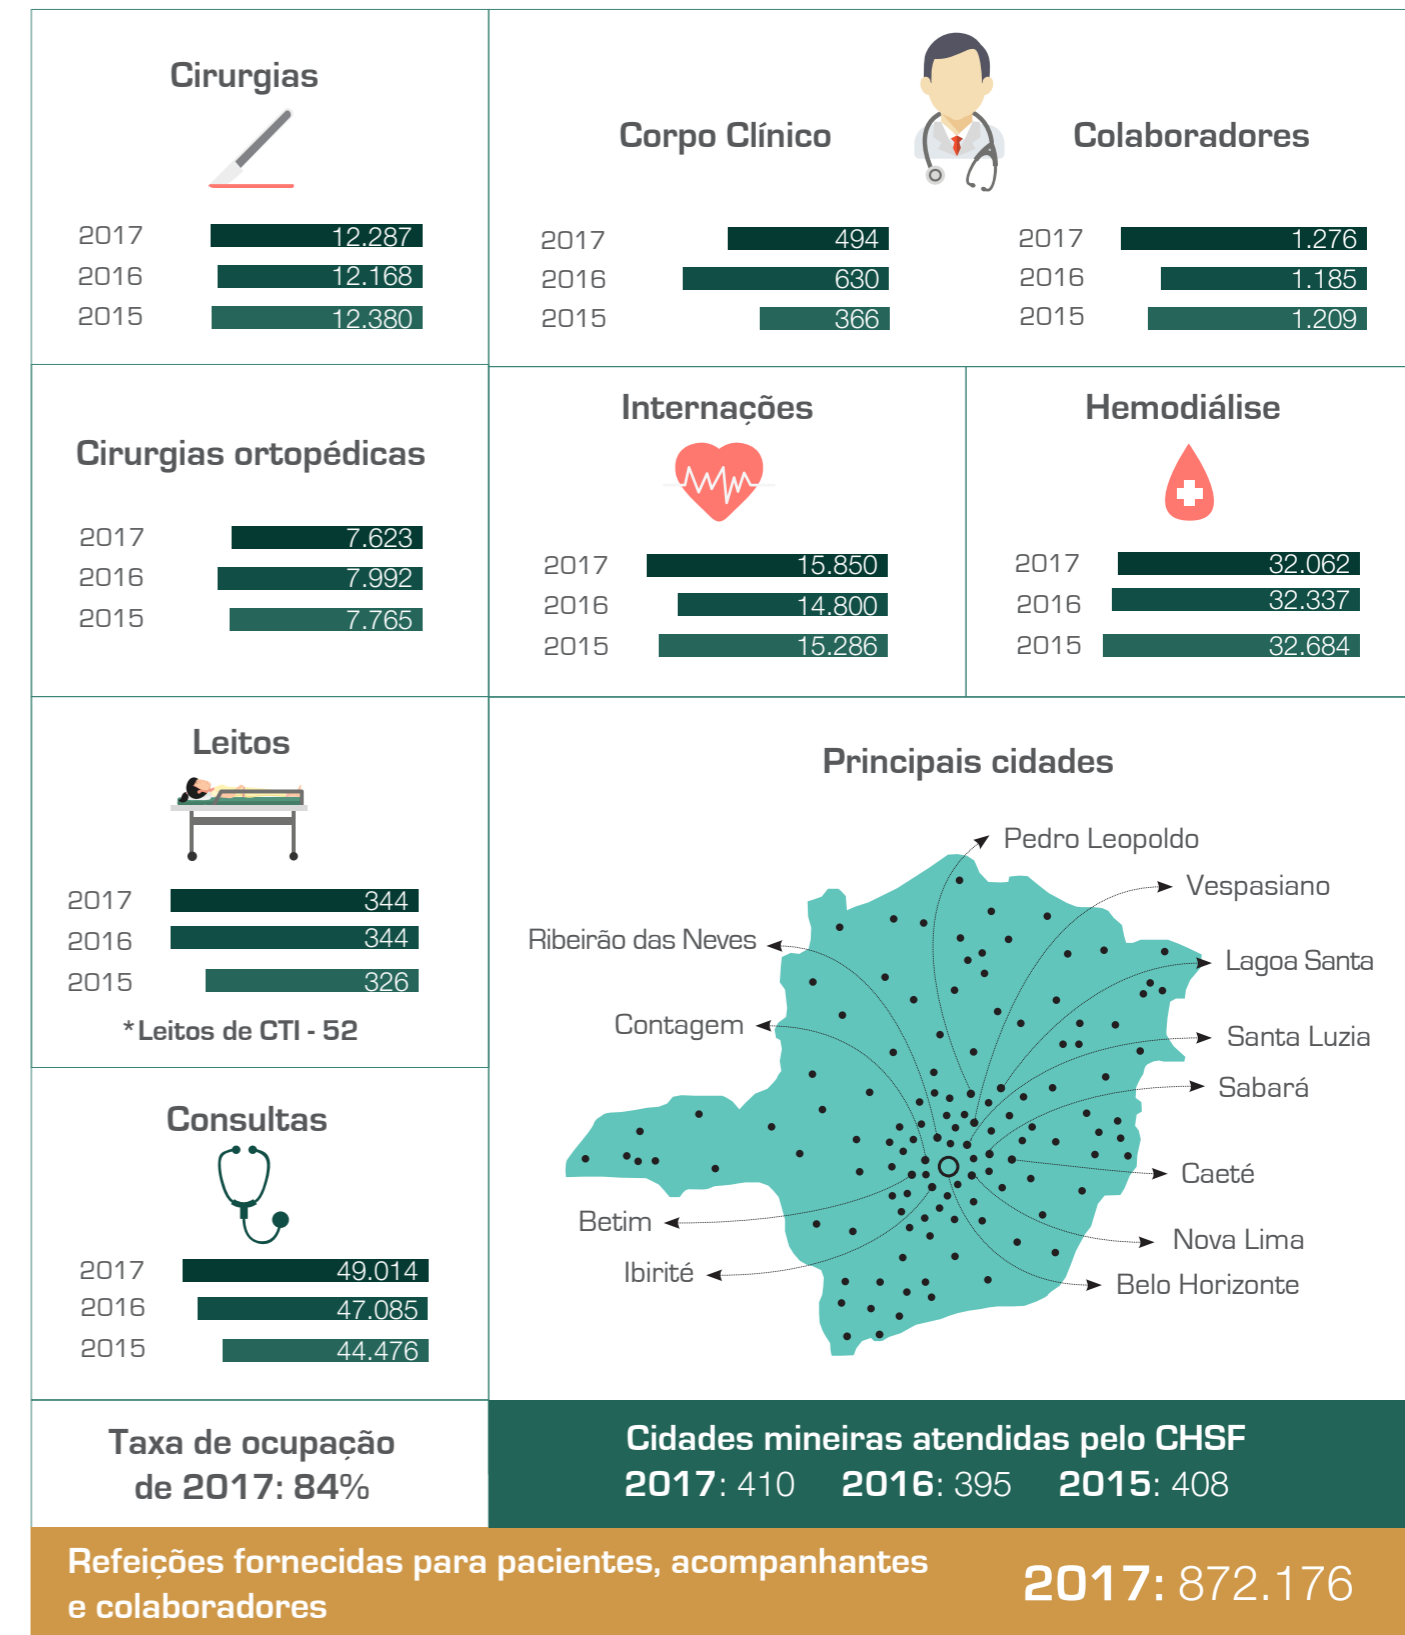 Cirurgias
2017 12.287
2016 12.168
2015 12.380
Corpo Clínico
2017 494
2016 630
2015 366
Colaboradores
2017 1.276
2016 1.185
2015 1.209
Cirurgias ortopédicas
2017 7.623
2016 7.992
2015 7.765
Internações
2017 15.850
2016 14.800
2015 15.286
Hemodiálise
2017 32.062
2016 32.337
2015 32.684
Leitos
2017 344
2016 344
2015 326
*Leitos de CTI - 52
Consultas
2017 49.014
2016 47.085
2015 44.476
Principais cidades
Pedro Leopoldo
Vespasiano
Ribeirão das Neves
Lagoa Santa
Contagem
Santa Luzia
Sabará
Caeté
Betim
Nova Lima
Ibirité
Belo Horizonte
Taxa de ocupação
de 2017: 84%
Cidades mineiras atendidas pelo CHSF
2017: 410 2016: 395 2015: 408
Refeições fornecidas para pacientes, acompanhantes
e colaboradores
2017: 872.176